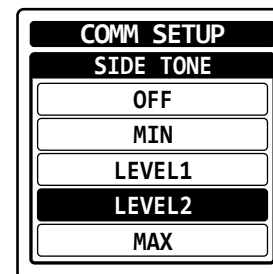 COMM SETUP
SIDE TONE
OFF
MIN
LEVEL1
LEVEL2
MAX